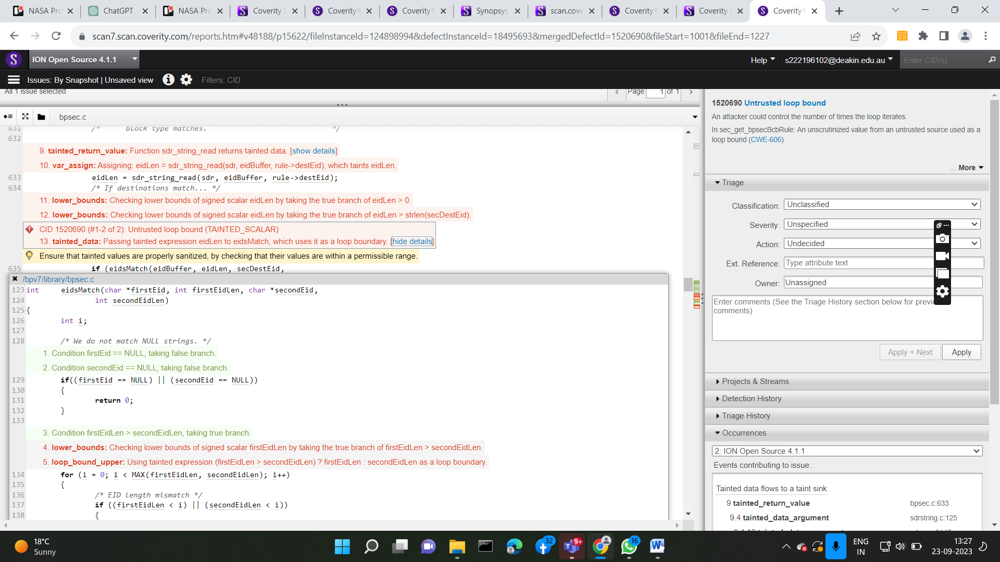 NASA Pro
ChatGPT
NASA Pro
Coverity S
Coverity®
Coverity®
Synopsys
scan.cove
Coverity®
Coverity S
Coverity®
scan7.scan.coverity.com/reports.htm#v48188/p15622/fileInstanceId=124898994&defectInstanceId=18495693&mergedDefectId=1520690&fileStart=1001&fileEnd=1227
ION Open Source 4.1.1
Help
s222196102@deakin.edu.au
Enter CID(s)
Issues: By Snapshot | Unsaved view
Filters: CID
All 1 issue selected
Page 1 of 1
bpsec.c
631 /* Block type matches. */
632
9. tainted_return_value: Function sdr_string_read returns tainted data. [show details]
10. var_assign: Assigning: eidLen = sdr_string_read(sdr, eidBuffer, rule->destEid), which taints eidLen.
633 eidLen = sdr_string_read(sdr, eidBuffer, rule->destEid);
634 /* If destinations match... */
11. lower_bounds: Checking lower bounds of signed scalar eidLen by taking the true branch of eidLen > 0.
12. lower_bounds: Checking lower bounds of signed scalar eidLen by taking the true branch of eidLen > strlen(secDestEid).
CID 1520690 (#1-2 of 2): Untrusted loop bound (TAINTED_SCALAR)
13. tainted_data: Passing tainted expression eidLen to eidsMatch, which uses it as a loop boundary. [hide details]
Ensure that tainted values are properly sanitized, by checking that their values are within a permissible range.
635 if (eidsMatch(eidBuffer, eidLen, secDestEid,
/bpv7/library/bpsec.c
123 int eidsMatch(char *firstEid, int firstEidLen, char *secondEid,
124 int secondEidLen)
125 {
126 int i;
127
128 /* We do not match NULL strings. */
1. Condition firstEid == NULL, taking false branch.
2. Condition secondEid == NULL, taking false branch.
129 if((firstEid == NULL) || (secondEid == NULL))
130 {
131 return 0;
132 }
133
3. Condition firstEidLen > secondEidLen, taking true branch.
4. lower_bounds: Checking lower bounds of signed scalar firstEidLen by taking the true branch of firstEidLen > secondEidLen.
5. loop_bound_upper: Using tainted expression (firstEidLen > secondEidLen) ? firstEidLen : secondEidLen as a loop boundary.
134 for (i = 0; i < MAX(firstEidLen, secondEidLen); i++)
135 {
136 /* EID length mismatch */
137 if ((firstEidLen < i) || (secondEidLen < i))
138 {
1520690 Untrusted loop bound
An attacker could control the number of times the loop iterates.
In sec_get_bpsecBcbRule: An unscrutinized value from an untrusted source used as a
loop bound (CWE-606)
... More
Triage
Classification: Unclassified
Severity: Unspecified
Action: Undecided
Ext. Reference: Type attribute text
Owner: Unassigned
Enter comments (See the Triage History section below for previ
comments)
Apply + Next
Apply
Projects & Streams
Detection History
Triage History
Occurrences
2: ION Open Source 4.1.1
Events contributing to issue:
Tainted data flows to a taint sink
9 tainted_return_value bpsec.c:633
9.4 tainted_data_argument sdrstring.c:125
18°C
Sunny
32
9+
16
ENG
IN
13:27
23-09-2023